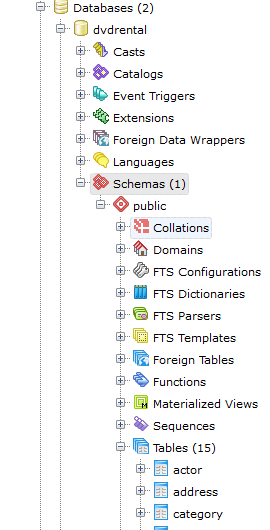 Databases (2)
dvdrental
Casts
Catalogs
Event Triggers
Extensions
Foreign Data Wrappers
Languages
Schemas (1)
public
Collations
Domains
FTS Configurations
FTS Dictionaries
FTS Parsers
FTS Templates
Foreign Tables
Functions
Materialized Views
Sequences
Tables (15)
actor
address
category